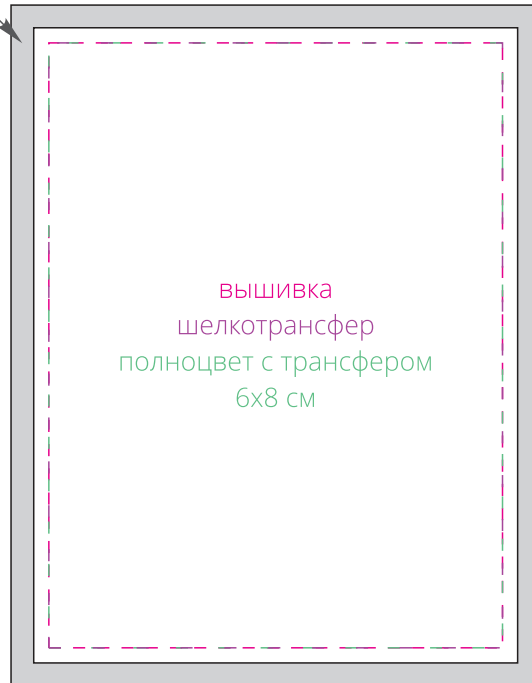 вышивка
шелкотрансфер
полноцвет с трансфером
6х8 см